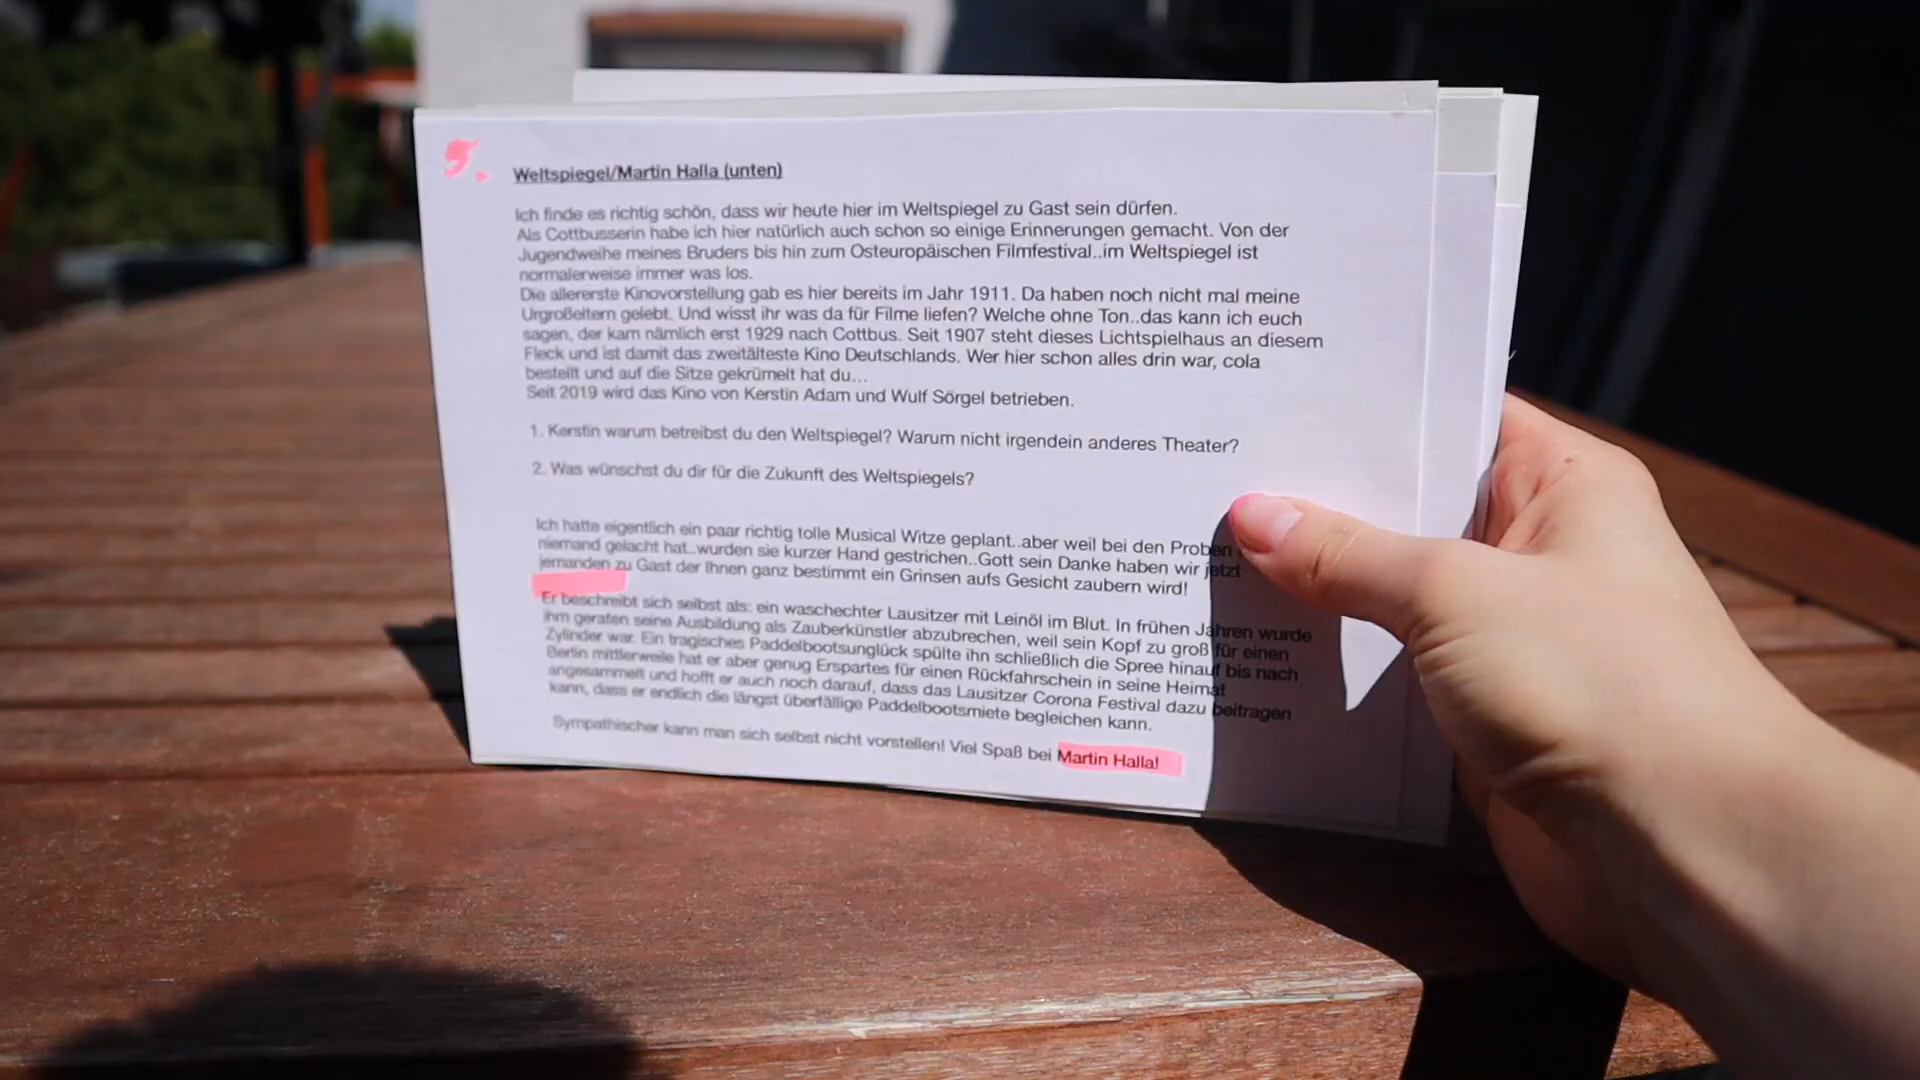 5.
Weltspiegel/Martin Halla (unten)
Ich finde es richtig schön, dass wir heute hier im Weltspiegel zu Gast sein dürfen.
Als Cottbusserin habe ich hier natürlich auch schon so einige Erinnerungen gemacht. Von der
Jugendweihe meines Bruders bis hin zum Osteuropäischen Filmfestival..im Weltspiegel ist
normalerweise immer was los.
Die allererste Kinovorstellung gab es hier bereits im Jahr 1911. Da haben noch nicht mal meine
Urgroßeltern gelebt. Und wisst ihr was da für Filme liefen? Welche ohne Ton..das kann ich euch
sagen, der kam nämlich erst 1929 nach Cottbus. Seit 1907 steht dieses Lichtspielhaus an diesem
Fleck und ist damit das zweitälteste Kino Deutschlands. Wer hier schon alles drin war, cola
bestellt und auf die Sitze gekrümelt hat du...
Seit 2019 wird das Kino von Kerstin Adam und Wulf Sörgel betrieben.
1. Kerstin warum betreibst du den Weltspiegel? Warum nicht irgendein anderes Theater?
2. Was wünschst du dir für die Zukunft des Weltspiegels?
Ich hatte eigentlich ein paar richtig tolle Musical Witze geplant..aber weil bei den Proben
niemand gelacht hat..wurden sie kurzer Hand gestrichen..Gott sein Danke haben wir jetzt
jemanden zu Gast der Ihnen ganz bestimmt ein Grinsen aufs Gesicht zaubern wird!
Er beschreibt sich selbst als: ein waschechter Lausitzer mit Leinöl im Blut. In frühen Jahren wurde
ihm geraten seine Ausbildung als Zauberkünstler abzubrechen, weil sein Kopf zu groß für einen
Zylinder war. Ein tragisches Paddelbootsunglück spülte ihn schließlich die Spree hinauf bis nach
Berlin mittlerweile hat er aber genug Erspartes für einen Rückfahrschein in seine Heimat
angesammelt und hofft er auch noch darauf, dass das Lausitzer Corona Festival dazu beitragen
kann, dass er endlich die längst überfällige Paddelbootsmiete begleichen kann.
Sympathischer kann man sich selbst nicht vorstellen! Viel Spaß bei Martin Halla!